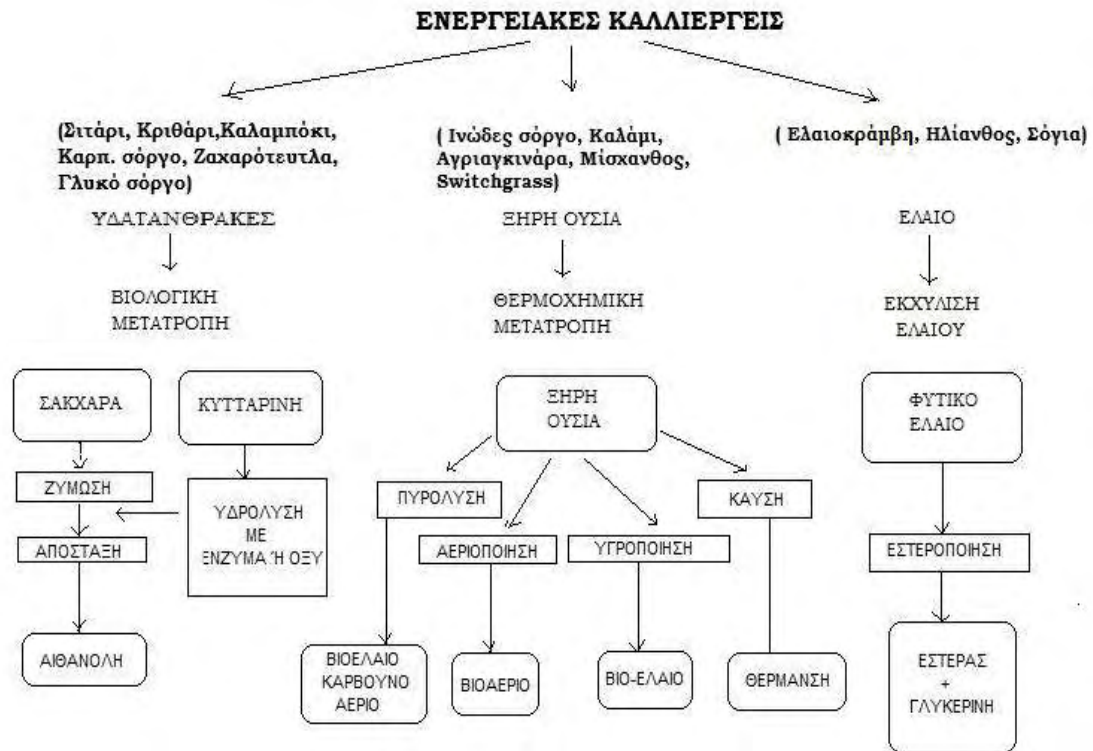 ΕΝΕΡΓΕΙΑΚΕΣ ΚΑΛΛΙΕΡΓΕΙΣ
(Σιτάρι, Κριθάρι,Καλαμπόκι,
Καρπ. σόργο, Ζαχαρότευτλα,
Γλυκό σόργο)
( Ινώδες σόργο, Καλάμι,
Αγριαγκινάρα, Μίσχανθος,
Switchgrass)
( Ελαιοκράμβη, Ηλίανθος, Σόγια)
ΥΔΑΤΑΝΘΡΑΚΕΣ
ΞΗΡΗ ΟΥΣΙΑ
ΕΛΑΙΟ
ΒΙΟΛΟΓΙΚΗ
ΜΕΤΑΤΡΟΠΗ
ΘΕΡΜΟΧΗΜΙΚΗ
ΜΕΤΑΤΡΟΠΗ
ΕΚΧΥΛΙΣΗ
ΕΛΑΙΟΥ
ΣΑΚΧΑΡΑ
ΚΥΤΤΑΡΙΝΗ
ΞΗΡΗ
ΟΥΣΙΑ
ΦΥΤΙΚΟ
ΕΛΑΙΟ
ΖΥΜΩΣΗ
ΥΔΡΟΛΥΣΗ
ΜΕ
ΕΝΖΥΜΑ Ή ΟΞΥ
ΠΥΡΟΛΥΣΗ
ΚΑΥΣΗ
ΑΠΟΣΤΑΞΗ
ΑΕΡΙΟΠΟΙΗΣΗ
ΥΓΡΟΠΟΙΗΣΗ
ΕΣΤΕΡΟΠΟΙΗΣΗ
ΑΙΘΑΝΟΛΗ
ΒΙΟΕΛΑΙΟ
ΚΑΡΒΟΥΝΟ
ΑΕΡΙΟ
ΒΙΟΑΕΡΙΟ
ΒΙΟ-ΕΛΑΙΟ
ΘΕΡΜΑΝΣΗ
ΕΣΤΕΡΑΣ
+
ΓΛΥΚΕΡΙΝΗ